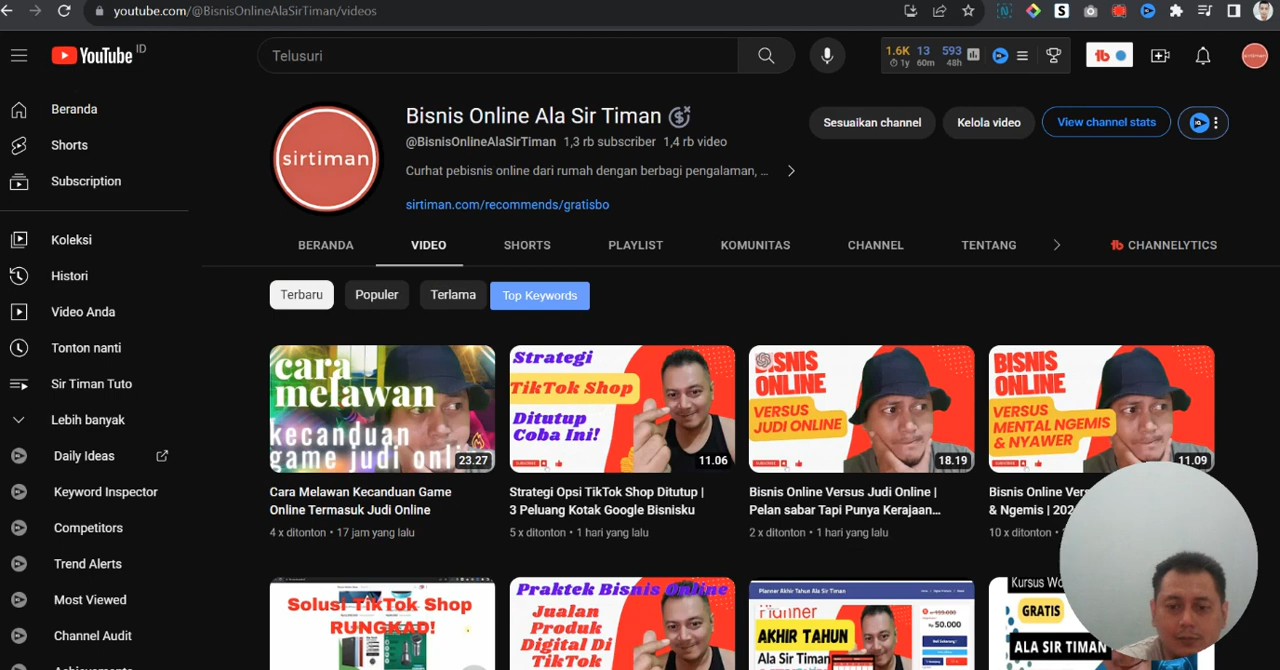 youtube.com/@BisnisOnlineAlaSirTiman/videos
YouTube ID
Telusuri
1.6K 13 593
1y 60m 48h
sirtiman
Beranda
Shorts
Subscription
Koleksi
Histori
Video Anda
Tonton nanti
Sir Timan Tuto
Lebih banyak
Daily Ideas
Keyword Inspector
Competitors
Trend Alerts
Most Viewed
Channel Audit
sirtiman
Bisnis Online Ala Sir Timan
@BisnisOnlineAlaSirTiman 1,3 rb subscriber 1,4 rb video
Curhat pebisnis online dari rumah dengan berbagi pengalaman, ...
sirtiman.com/recommends/gratisbo
Sesuaikan channel
Kelola video
View channel stats
BERANDA VIDEO SHORTS PLAYLIST KOMUNITAS CHANNEL TENTANG CHANNELYTICS
Terbaru Populer Terlama Top Keywords
cara
melawan
kecanduan
game judi onli
23.27
Cara Melawan Kecanduan Game
Online Termasuk Judi Online
4 x ditonton • 17 jam yang lalu
Strategi
TikTok Shop
Ditutup
Coba Ini!
11.06
Strategi Opsi TikTok Shop Ditutup |
3 Peluang Kotak Google Bisnisku
5 x ditonton • 1 hari yang lalu
SNIS
ONLINE
VERSUS
JUDI ONLINE
18.19
Bisnis Online Versus Judi Online |
Pelan sabar Tapi Punya Kerajaan...
2 x ditonton • 1 hari yang lalu
BISNIS
ONLINE
VERSUS
MENTAL NGEMIS
& NYAWER
11.09
Bisnis Online Ver
& Ngemis | 202
10 x ditonton •
Solusi TikTok Shop
RUNGKAD!
Praktek Bisnis Online
Jualan
Produk
Digital Di
TikTok
Planner Akhir Tahun Ala Sir Timan
Planner
AKHIR TAHUN
Ala Sir Timan
Rp 50.000
Kursus Wo
GRATIS
ALA SIR TIMAN